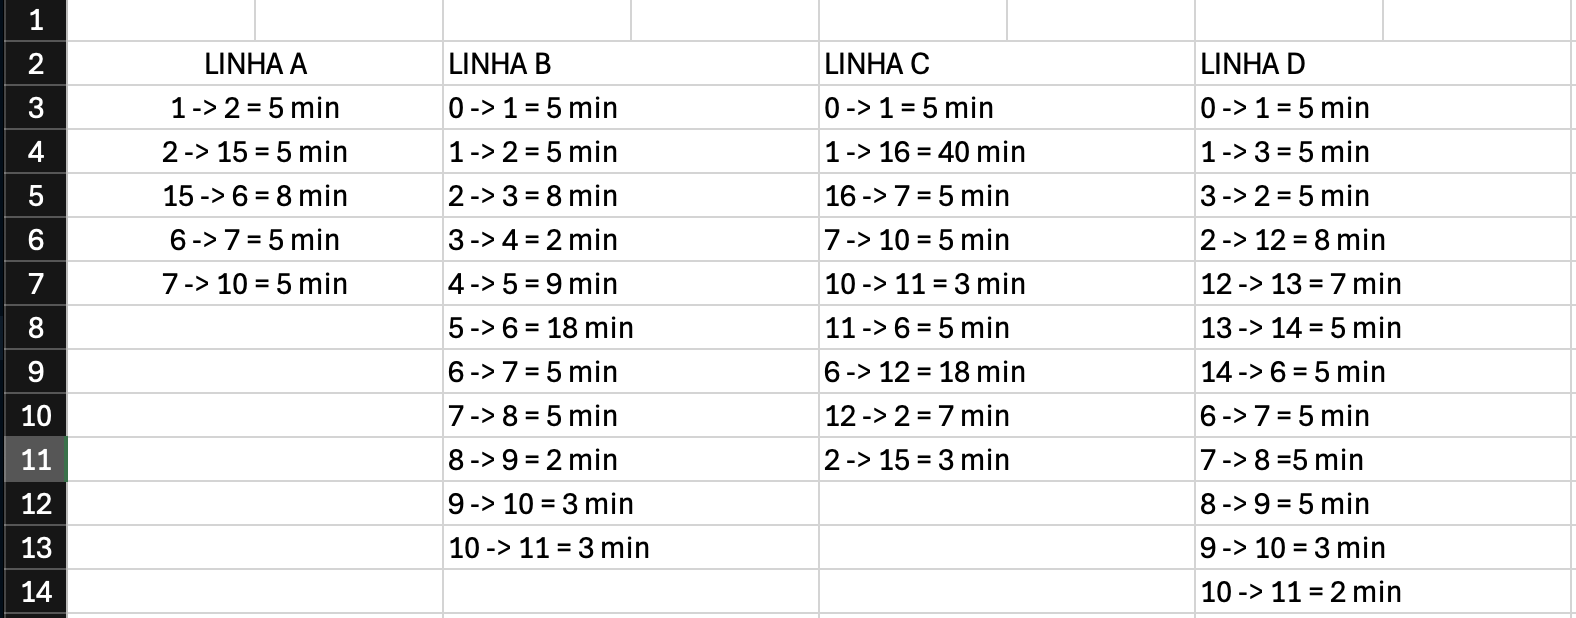 1
2 LINHA A LINHA B LINHA C LINHA D
3 1 -> 2 = 5 min 0 -> 1 = 5 min 0 -> 1 = 5 min 0 -> 1 = 5 min
4 2 -> 15 = 5 min 1 -> 2 = 5 min 1 -> 16 = 40 min 1 -> 3 = 5 min
5 15 -> 6 = 8 min 2 -> 3 = 8 min 16 -> 7 = 5 min 3 -> 2 = 5 min
6 6 -> 7 = 5 min 3 -> 4 = 2 min 7 -> 10 = 5 min 2 -> 12 = 8 min
7 7 -> 10 = 5 min 4 -> 5 = 9 min 10 -> 11 = 3 min 12 -> 13 = 7 min
8 5 -> 6 = 18 min 11 -> 6 = 5 min 13 -> 14 = 5 min
9 6 -> 7 = 5 min 6 -> 12 = 18 min 14 -> 6 = 5 min
10 7 -> 8 = 5 min 12 -> 2 = 7 min 6 -> 7 = 5 min
11 8 -> 9 = 2 min 2 -> 15 = 3 min 7 -> 8 =5 min
12 9 -> 10 = 3 min 8 -> 9 = 5 min
13 10 -> 11 = 3 min 9 -> 10 = 3 min
14 10 -> 11 = 2 min